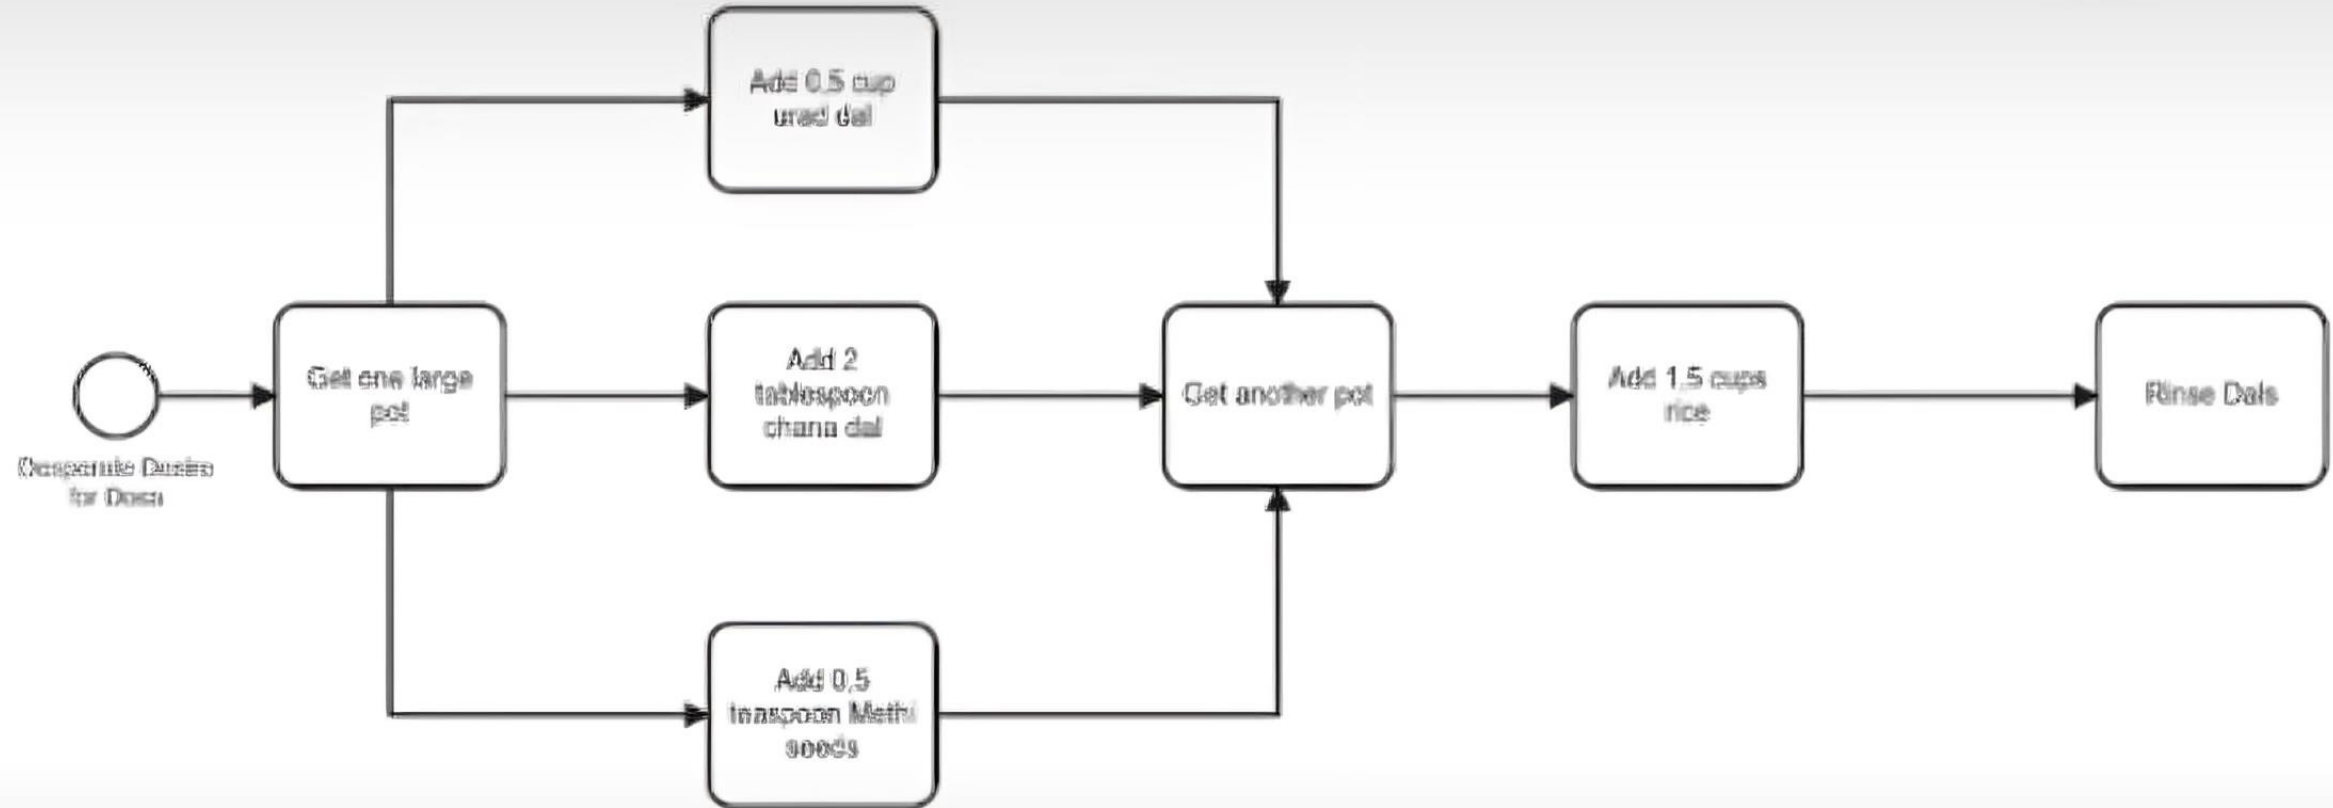 Desperate Desire
for Dosa
Get one large
pot
Add 0.5 cup
urad dal
Add 2
tablespoon
chana dal
Add 0.5
teaspoon Methi
seeds
Get another pot
Add 1.5 cups
rice
Rinse Dals